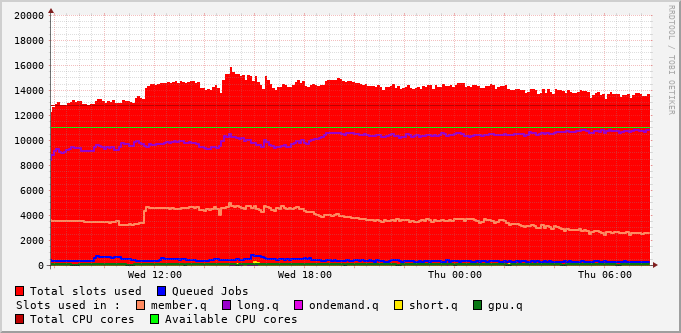 20000
18000
16000
14000
12000
10000
8000
6000
4000
2000
0
Wed 12:00 Wed 18:00 Thu 00:00 Thu 06:00
Total slots used Queued Jobs
Slots used in : member.q long.q ondemand.q short.q gpu.q
Total CPU cores Available CPU cores
RRDTOOL / TOBI OETIKER